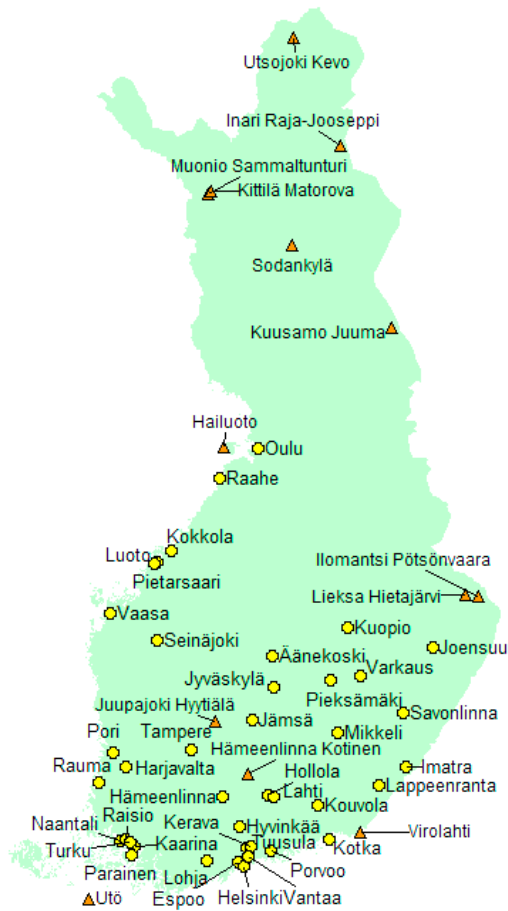 Utsojoki Kevo
Inari Raja-Jooseppi
Muonio Sammaltunturi
Kittilä Matorova
Sodankylä
Kuusamo Juuma
Hailuoto
Oulu
Raahe
Kokkola
Luoto
Pietarsaari
Ilomantsi Pötsönvaara
Lieksa Hietajärvi
Vaasa
Kuopio
Seinäjoki
Joensuu
Äänekoski
Varkaus
Jyväskylä
Pieksämäki
Juupajoki Hyytiälä
Savonlinna
Jämsä
Pori
Tampere
Mikkeli
Hämeenlinna Kotinen
Rauma
Harjavalta
Hollola
Imatra
Lappeenranta
Hämeenlinna
Lahti
Kouvola
Raisio
Naantali
Kerava
Hyvinkää
Virolahti
Turku
Kaarina
Tuusula
Kotka
Parainen
Lohja
Porvoo
Utö
Espoo
Helsinki
Vantaa